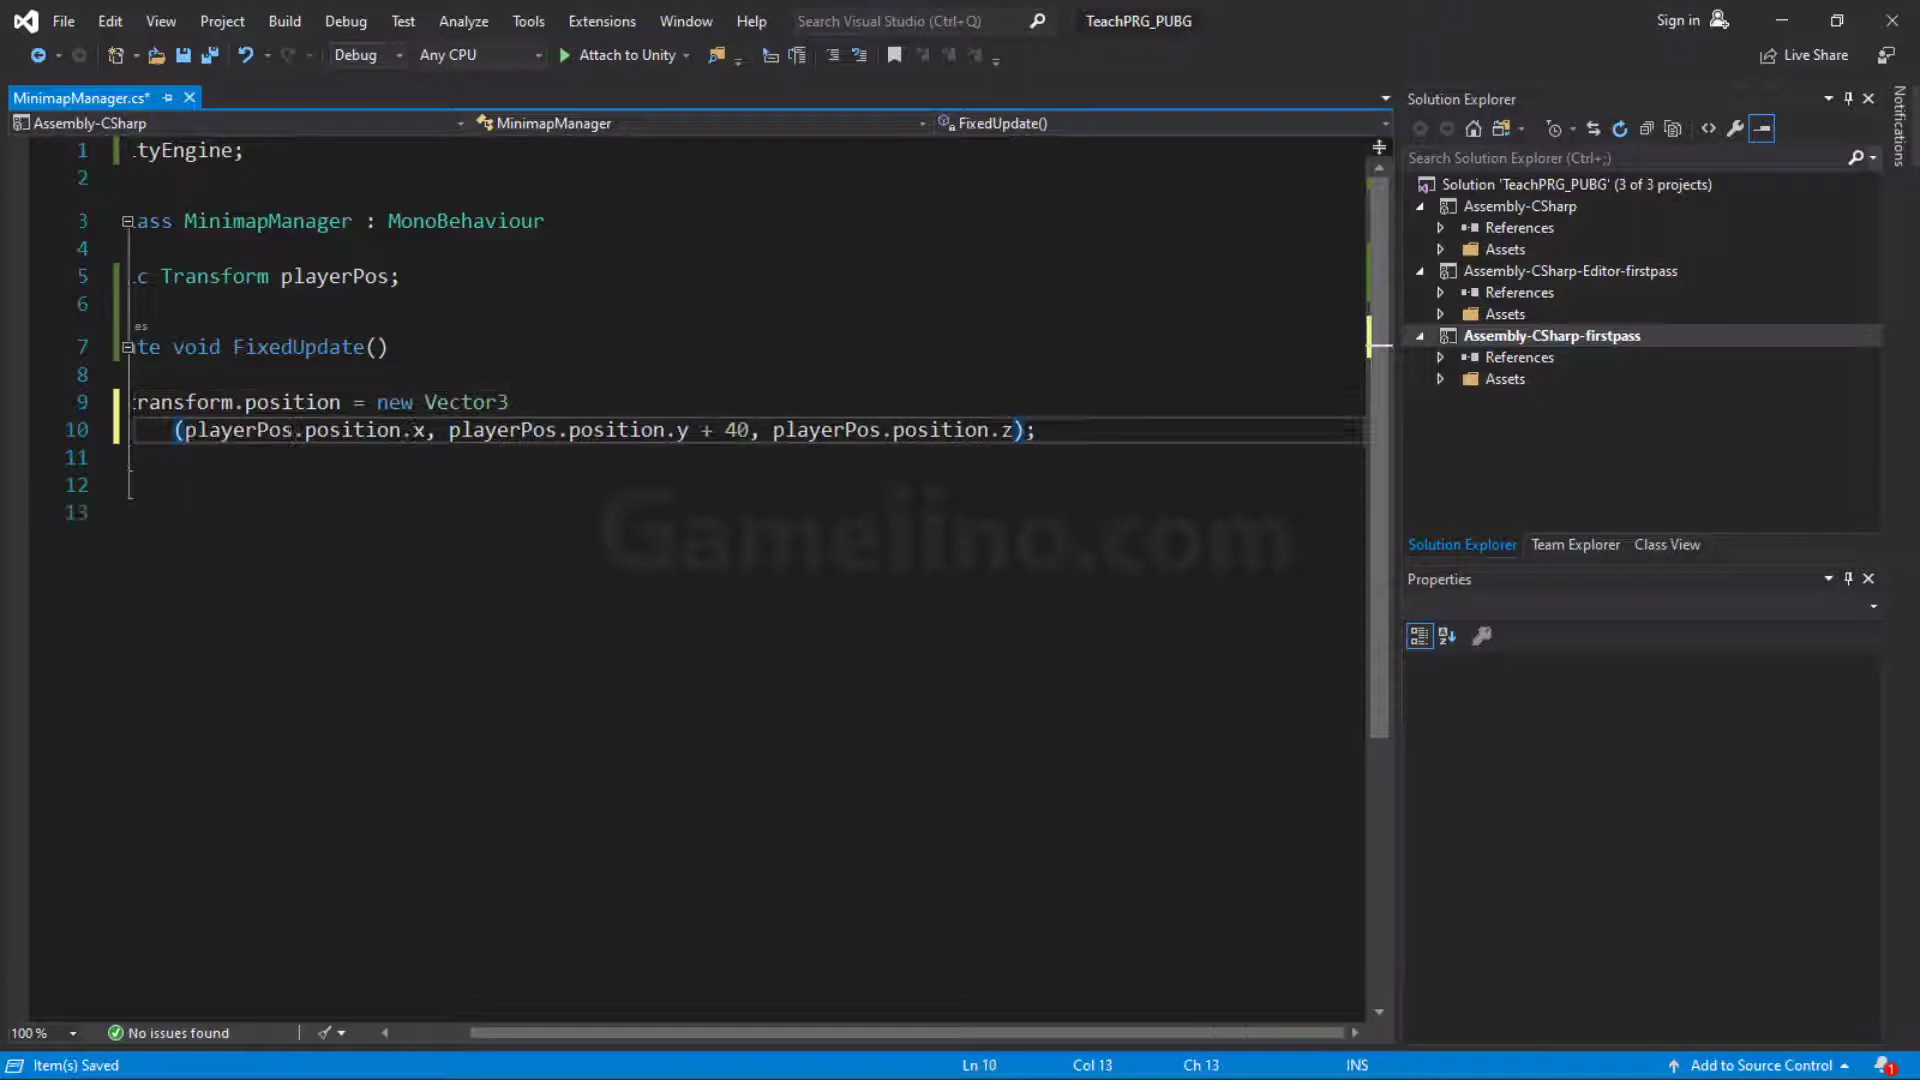 File Edit View Project Build Debug Test Analyze Tools Extensions Window Help Search Visual Studio (Ctrl+Q) TeachPRG_PUBG Sign in
Debug Any CPU Attach to Unity Live Share
MinimapManager.cs*
Assembly-CSharp MinimapManager FixedUpdate()
1 tyEngine;
2
3 ass MinimapManager : MonoBehaviour
4
5 c Transform playerPos;
6
es
7 te void FixedUpdate()
8
9 ransform.position = new Vector3
10 (playerPos.position.x, playerPos.position.y + 40, playerPos.position.z);
11
12
13
Gamelino.com
100 % No issues found
Item(s) Saved Ln 10 Col 13 Ch 13 INS Add to Source Control 1
Solution Explorer
Search Solution Explorer (Ctrl+;)
Solution 'TeachPRG_PUBG' (3 of 3 projects)
Assembly-CSharp
References
Assets
Assembly-CSharp-Editor-firstpass
References
Assets
Assembly-CSharp-firstpass
References
Assets
Solution Explorer Team Explorer Class View
Properties
Notifications